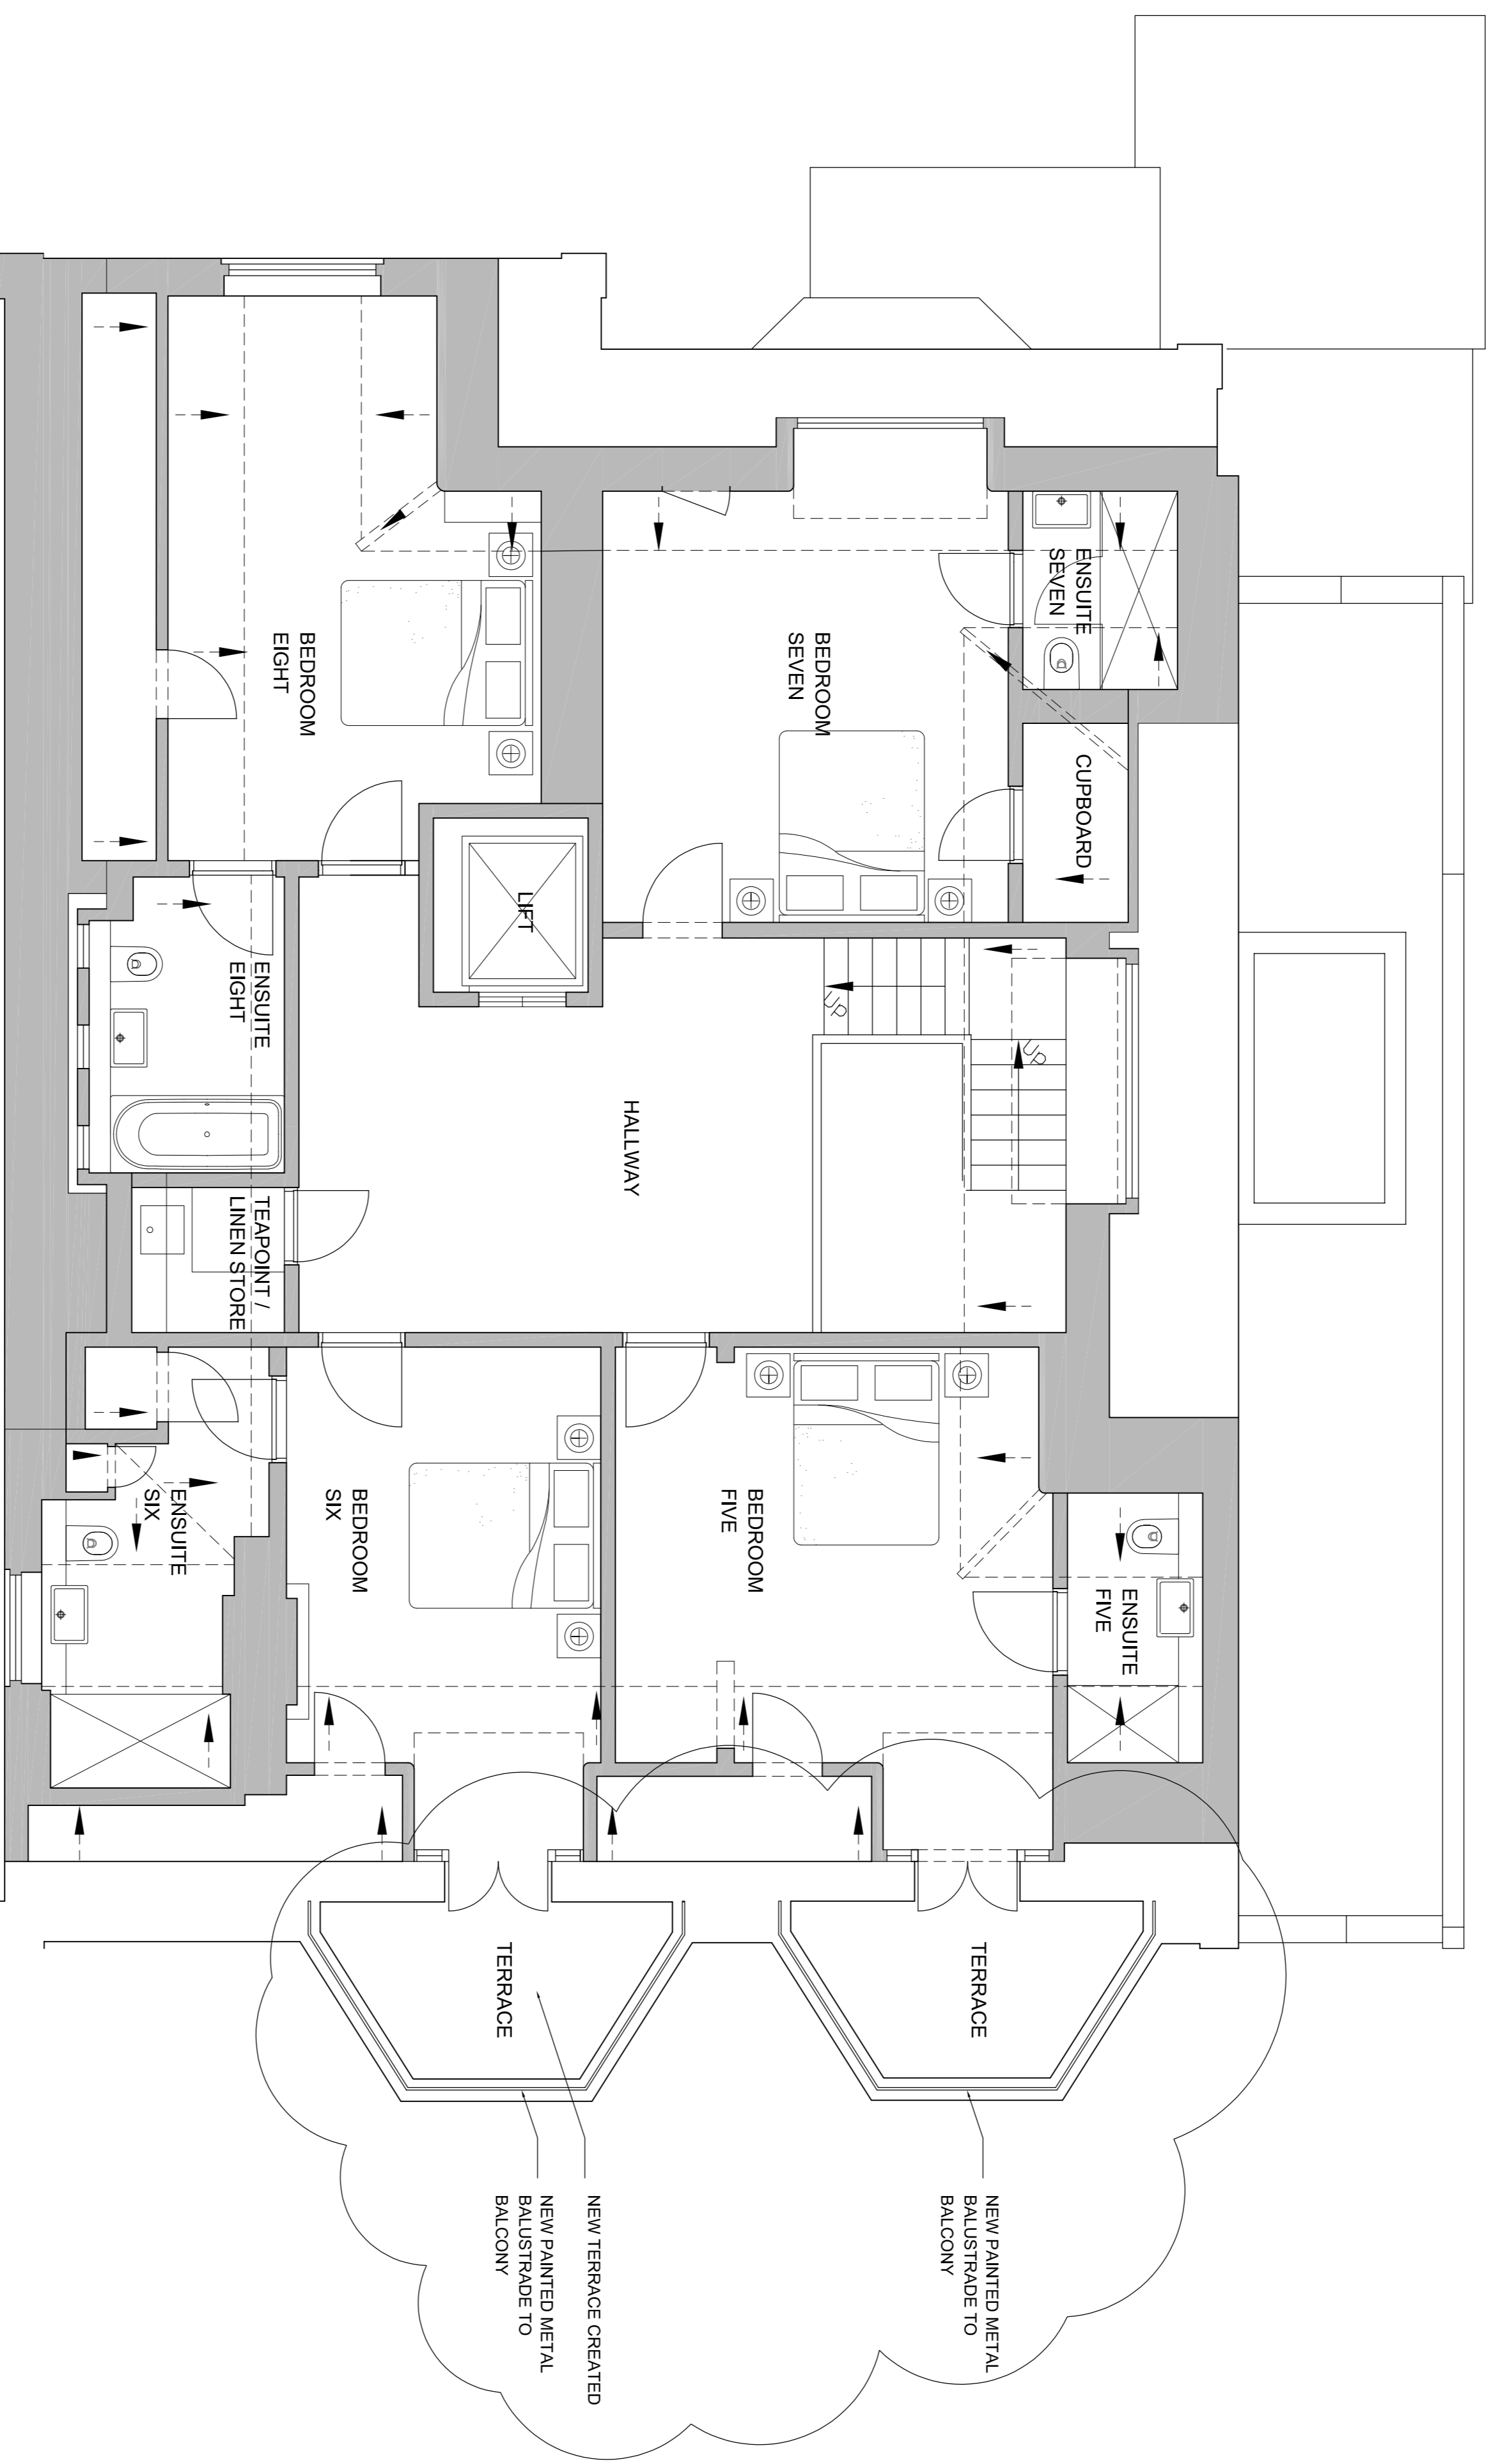 ENSUITE
SEVEN
CUPBOARD
BEDROOM
SEVEN
BEDROOM
EIGHT
LIFT
UP
UP
ENSUITE
EIGHT
HALLWAY
TEAPOINT /
LINEN STORE
ENSUITE
FIVE
BEDROOM
FIVE
BEDROOM
SIX
ENSUITE
SIX
TERRACE
TERRACE
NEW PAINTED METAL
BALUSTRADE TO
BALCONY
NEW TERRACE CREATED
NEW PAINTED METAL
BALUSTRADE TO
BALCONY